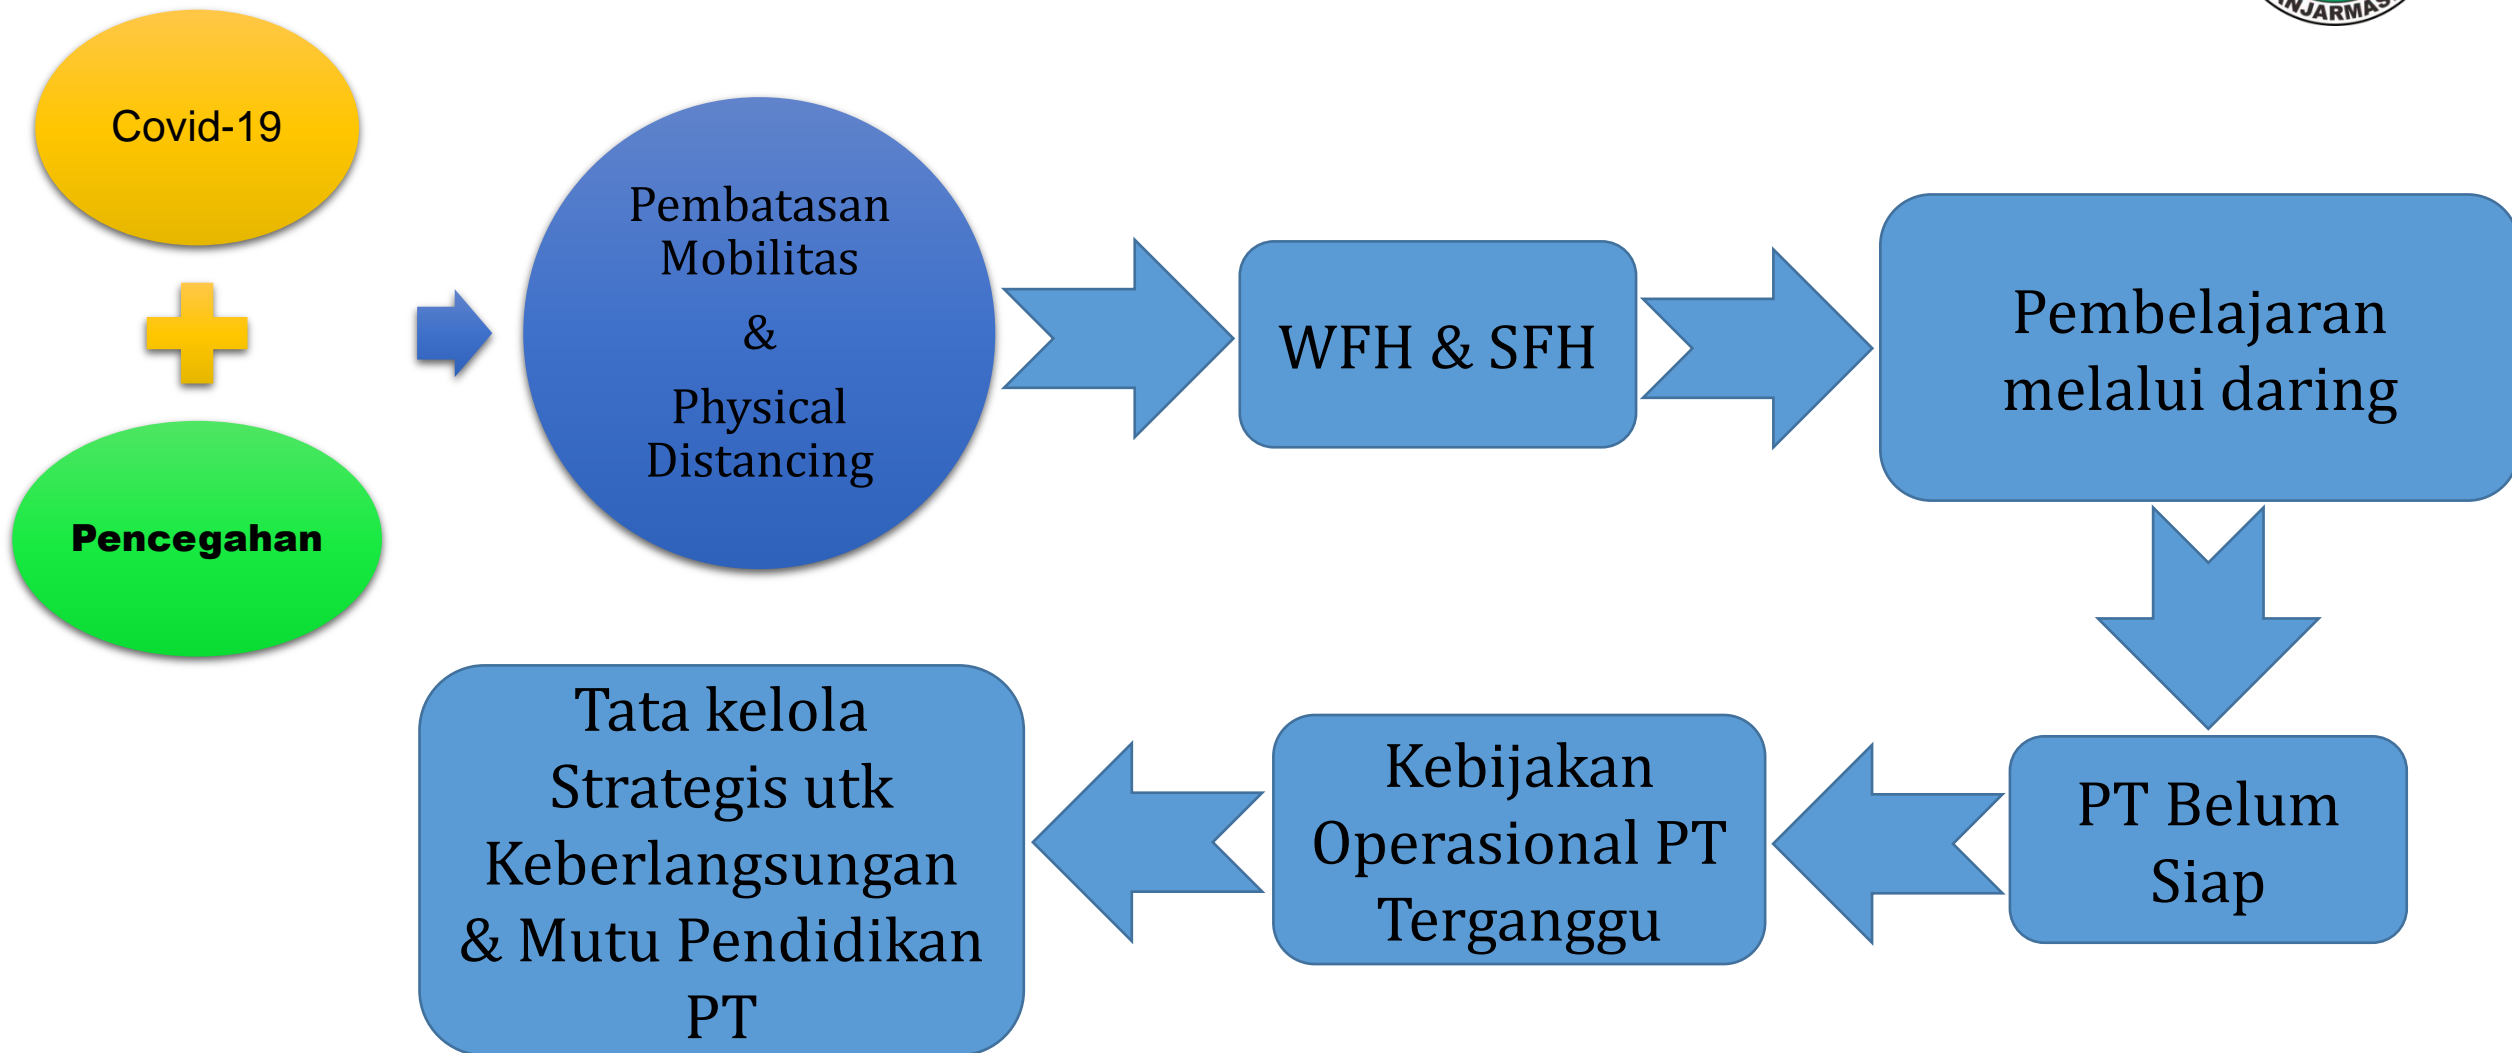 Covid-19
Pencegahan
Pembatasan
Mobilitas
&
Physical
Distancing
WFH & SFH
Pembelajaran
melalui daring
PT Belum
Siap
Kebijakan
Operasional PT
Terganggu
Tata kelola
Strategis utk
Keberlangsungan
& Mutu Pendidikan
PT